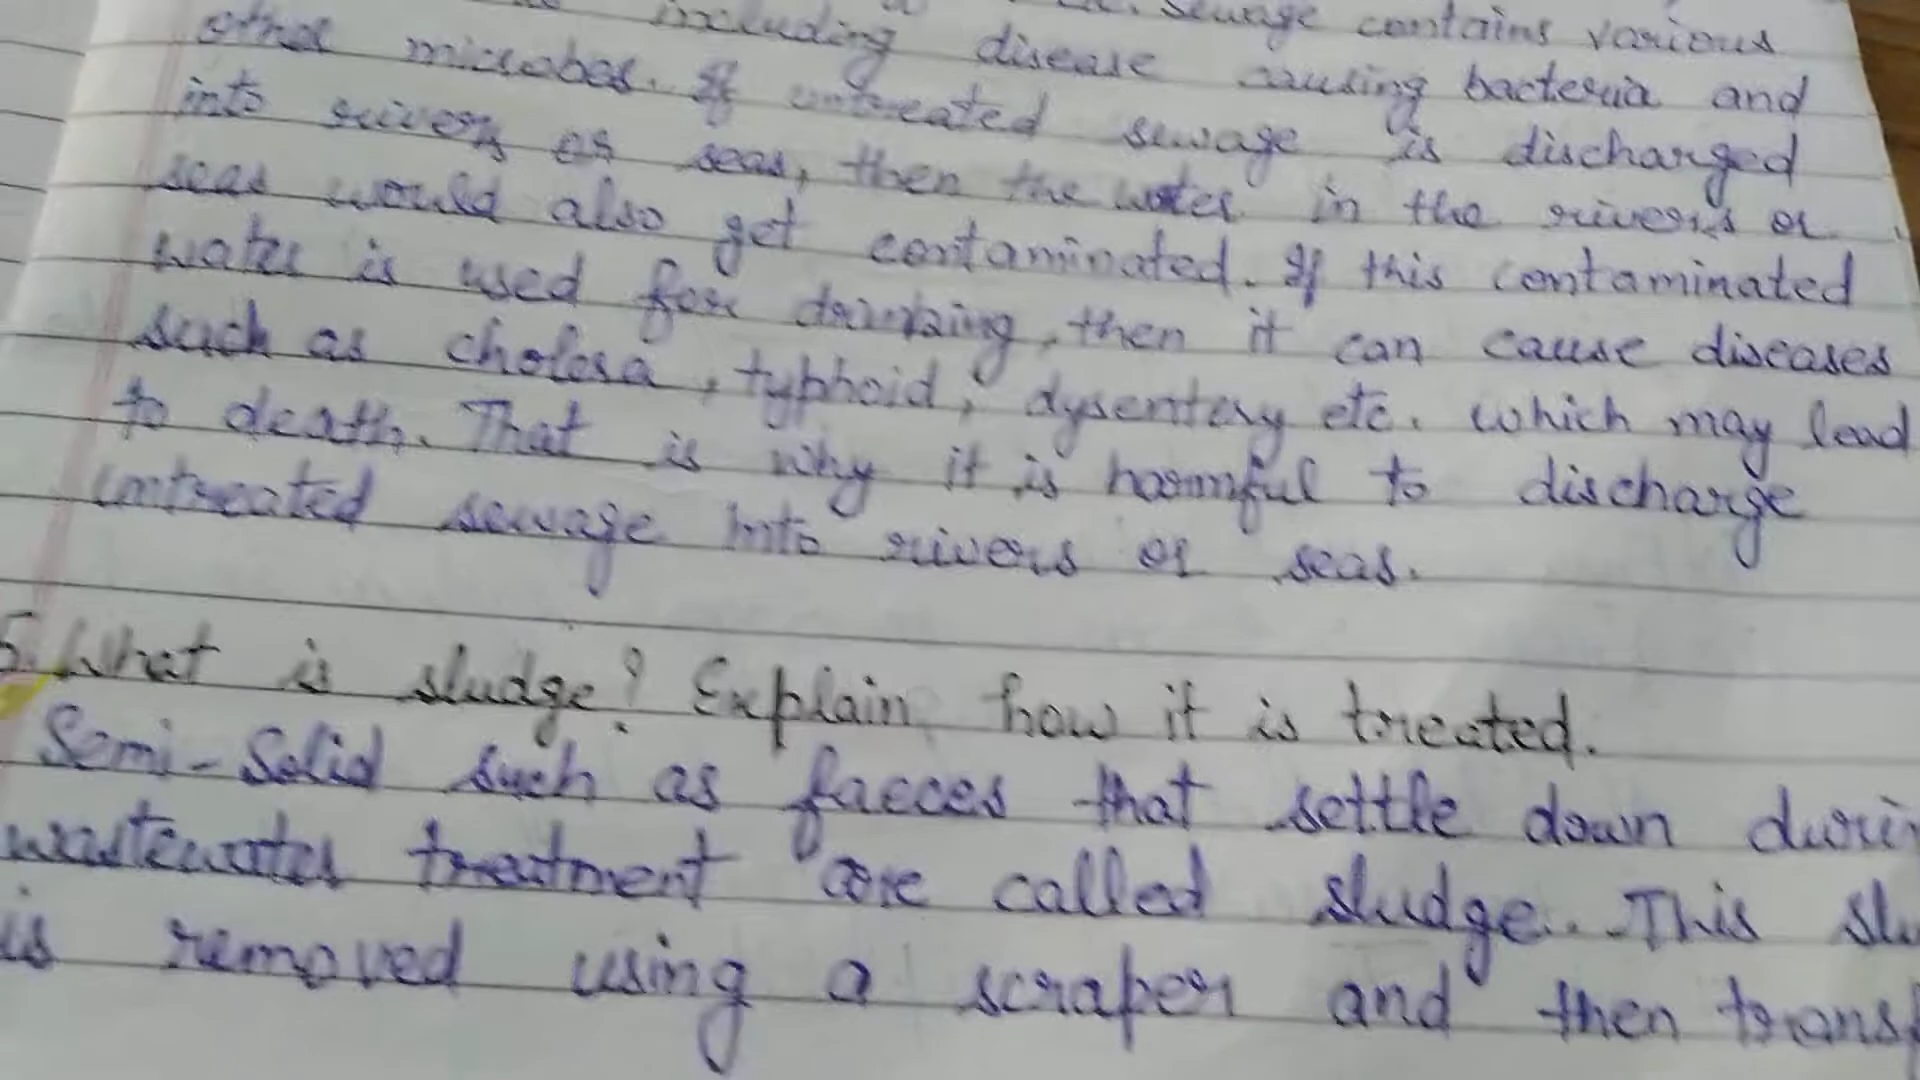 including disease causing bacteria and
other microbes. If untreated sewage is discharged
into rivers or seas, then the water in the rivers or
seas would also get contaminated. If this contaminated
water is used for drinking, then it can cause diseases
such as cholera, typhoid, dysentery etc. which may lead
to death. That is why it is harmful to discharge
untreated sewage into rivers or seas.
5. What is sludge? Explain how it is treated.
Semi-Solid such as faeces that settle down duri
wastewater treatment are called sludge. This slu
is removed using a scraper and then transf